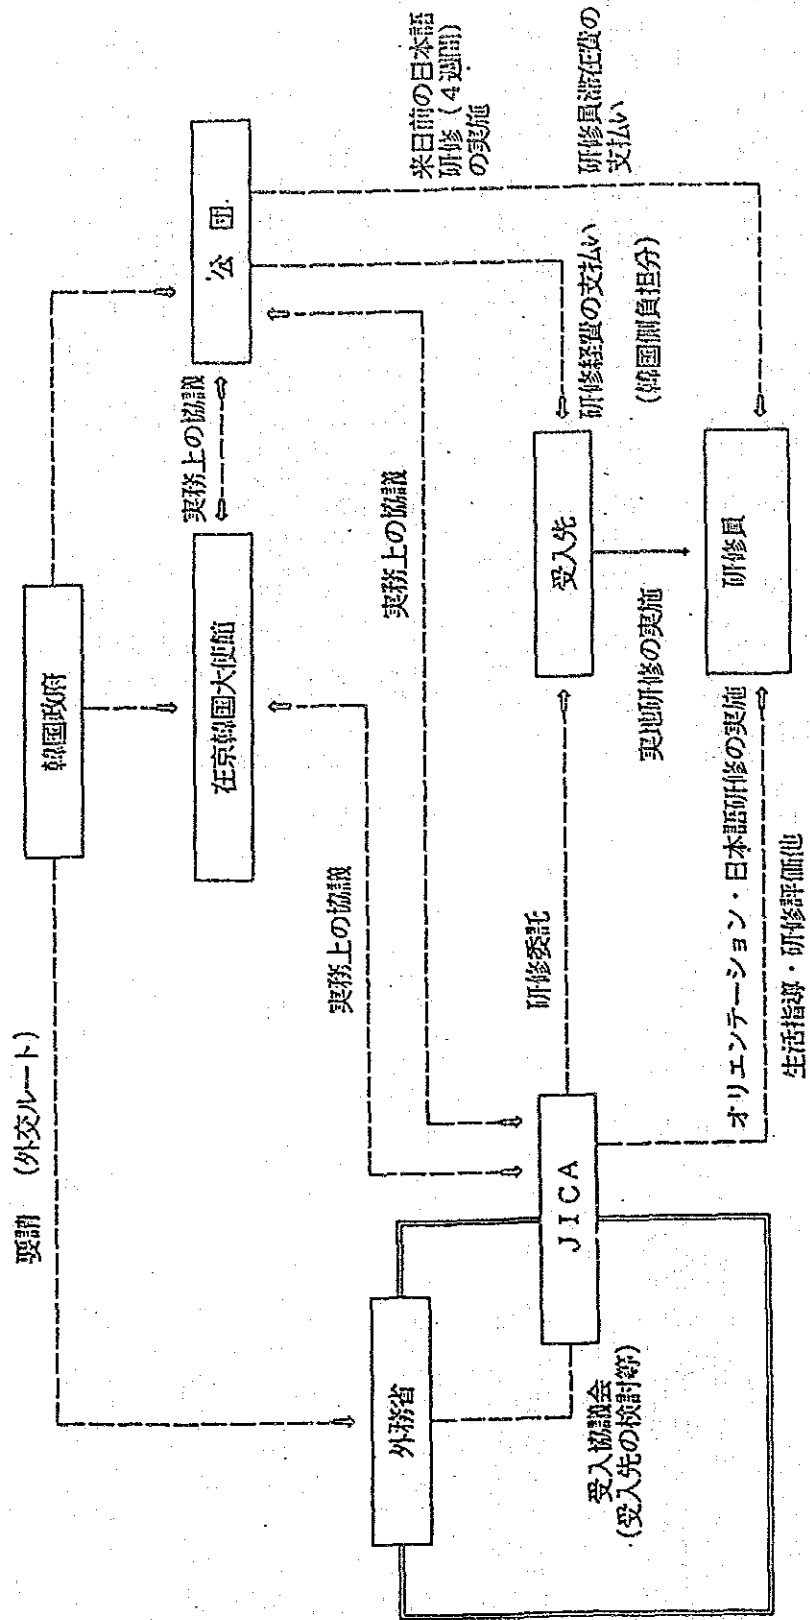 要請 (外交ルート)
韓国政府
在京韓国大使館
実務上の協議
公団
外務省
実務上の協議
実務上の協議
来日前の日本語
研修(4週間)
の実施
JICA
研修委託
受入先
研修経費の支払い
(韓国側負担分)
研修員滞在費の
支払い
受入協議会
(受入先の検討等)
実地研修の実施
研修員
オリエンテーション・日本語研修の実施
生活指導・研修評価他